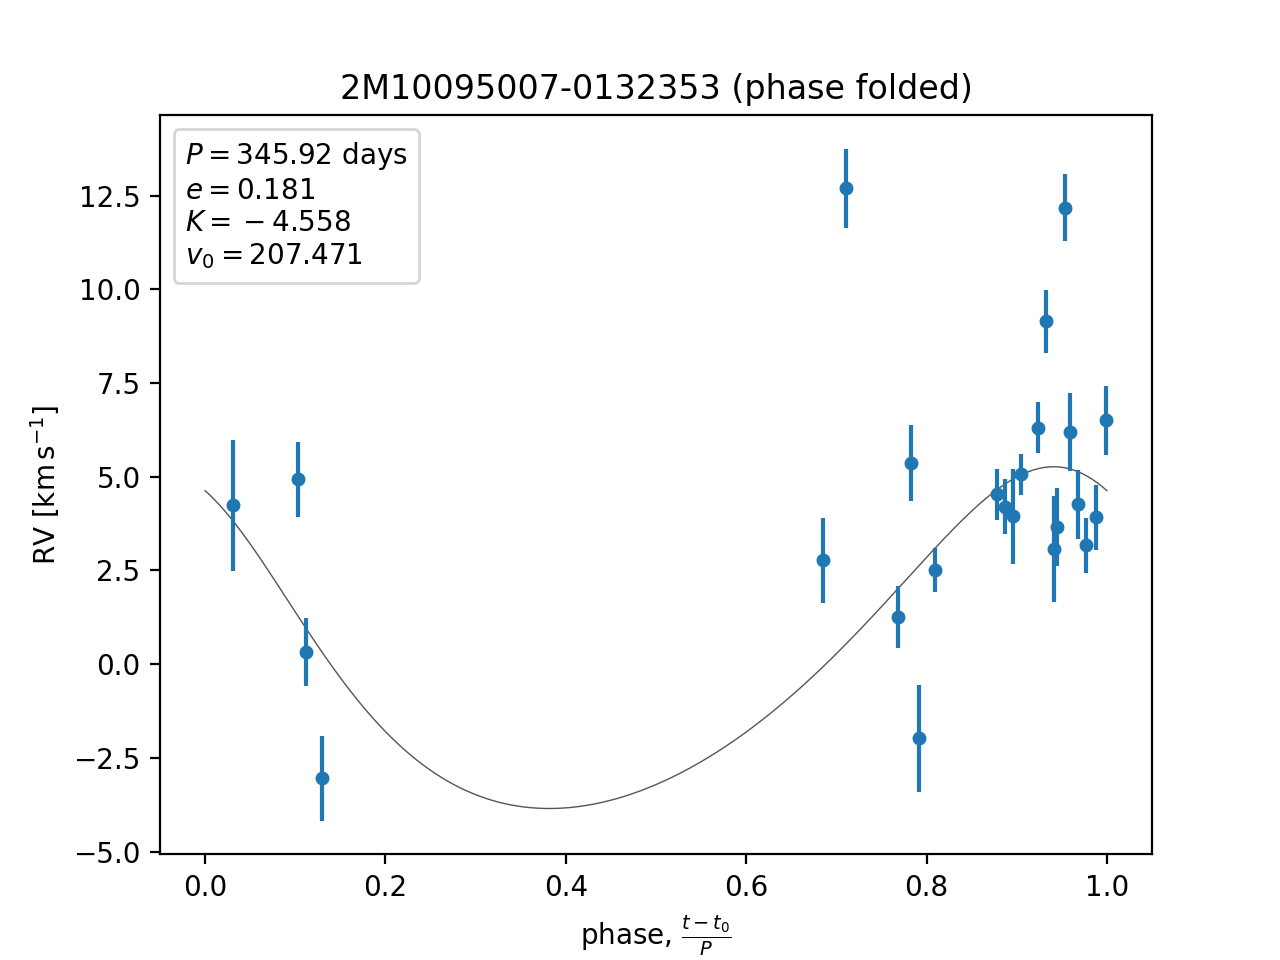 2M10095007-0132353 (phase folded)
P = 345.92 days
e = 0.181
K = −4.558
v₀ = 207.471
RV [km s⁻¹]
12.5
10.0
7.5
5.0
2.5
0.0
−2.5
−5.0
0.0 0.2 0.4 0.6 0.8 1.0
phase, (t − t₀)/P